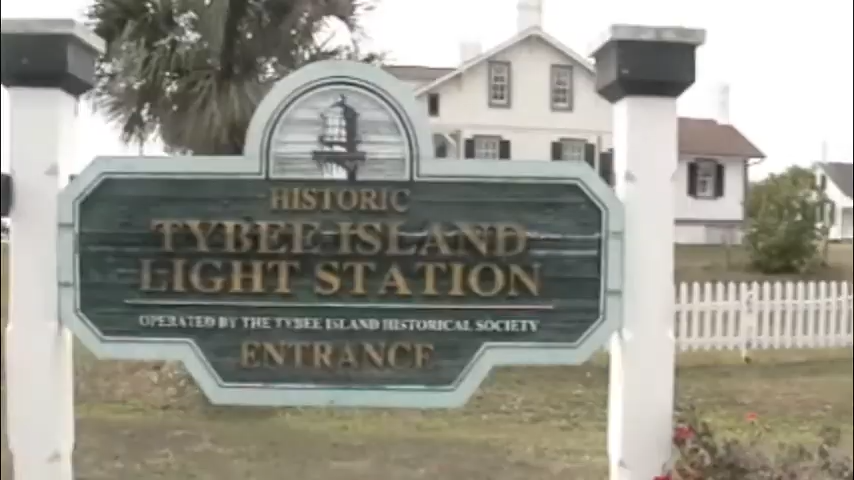 HISTORIC
TYBEE ISLAND
LIGHT STATION
OPERATED BY THE TYBEE ISLAND HISTORICAL SOCIETY
ENTRANCE